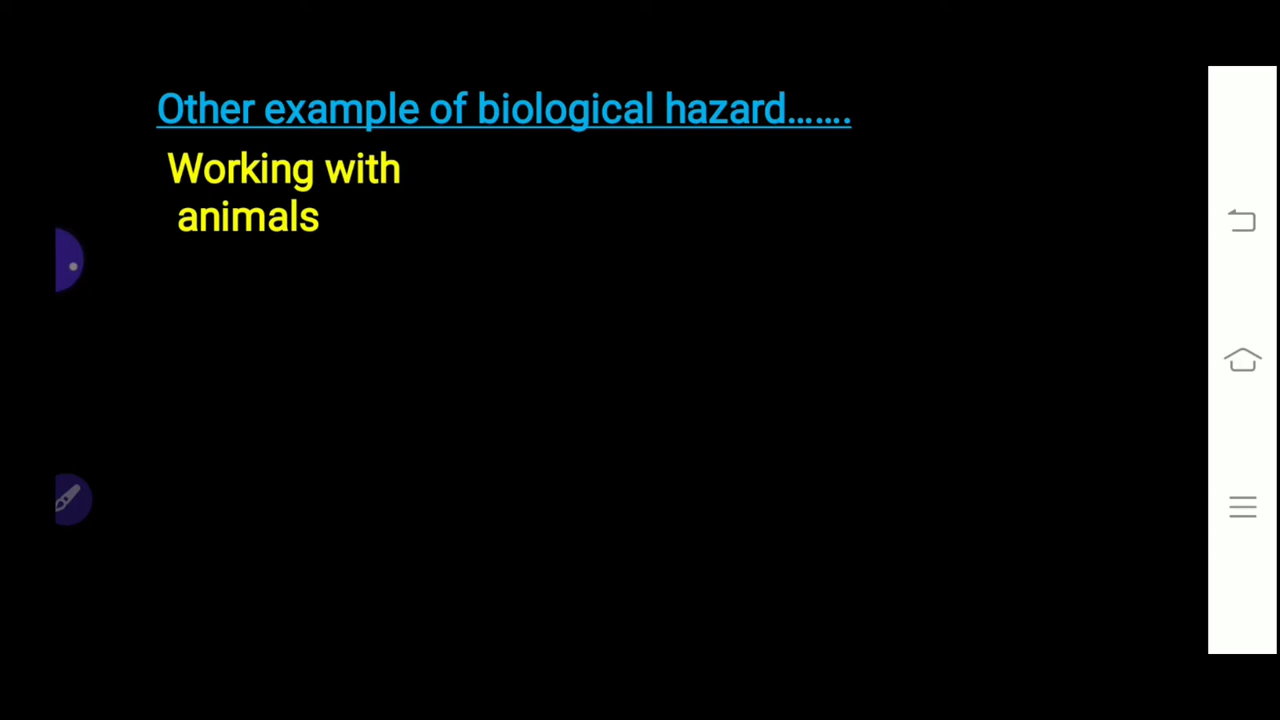 Other example of biological hazard.......
Working with
animals